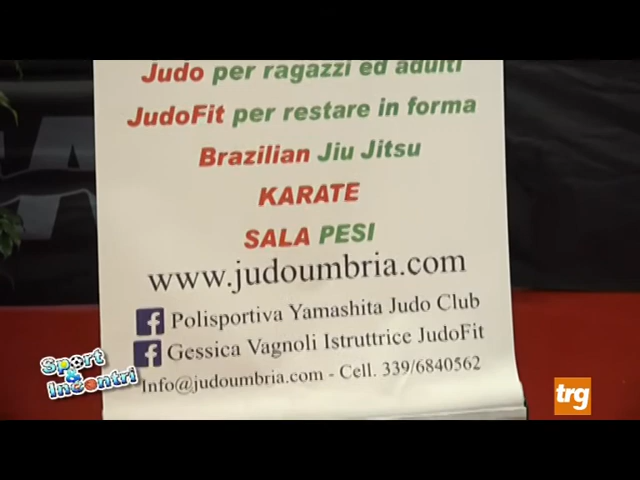 Judo per ragazzi ed adulti
JudoFit per restare in forma
Brazilian Jiu Jitsu
KARATE
SALA PESI
www.judoumbria.com
f Polisportiva Yamashita Judo Club
f Gessica Vagnoli Istruttrice JudoFit
Info@judoumbria.com - Cell. 339/6840562
Sport
&
Incontri
trg